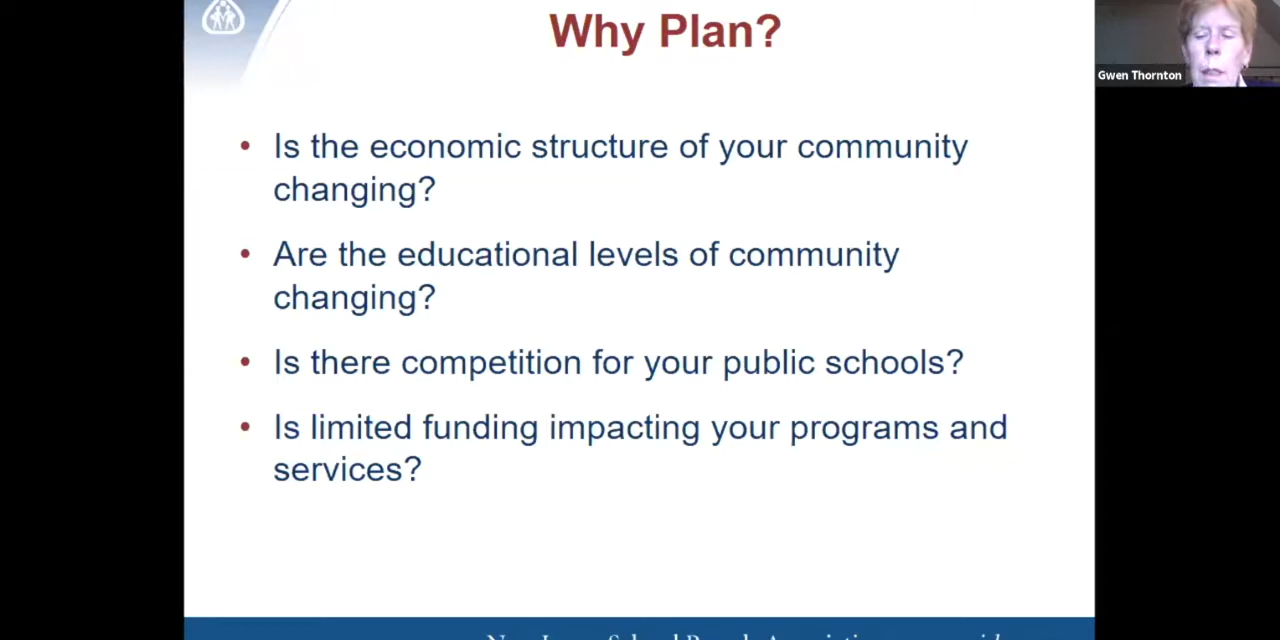 Why Plan?
Gwen Thornton
• Is the economic structure of your community
changing?
• Are the educational levels of community
changing?
• Is there competition for your public schools?
• Is limited funding impacting your programs and
services?